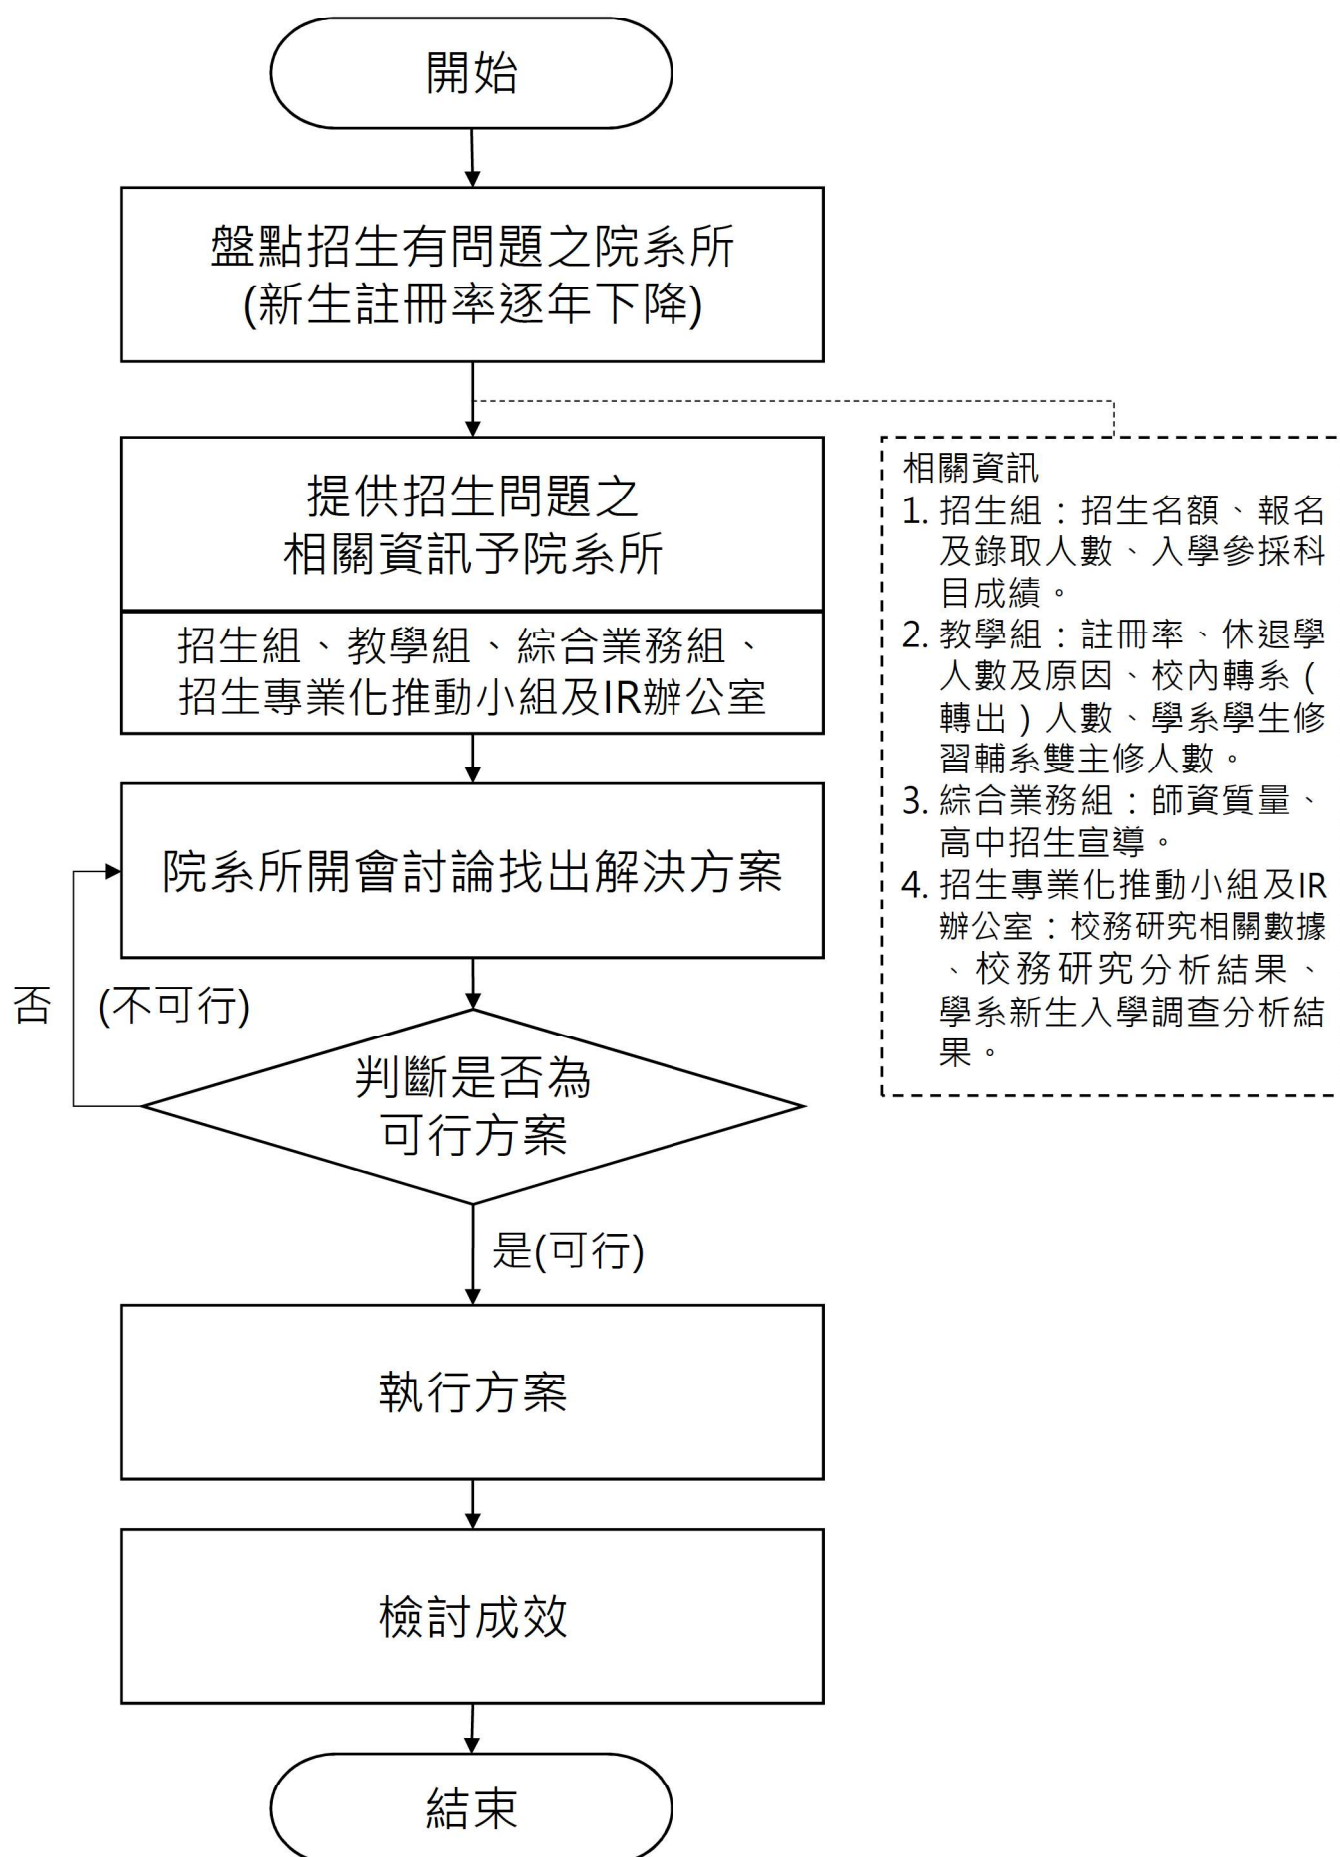 開始
盤點招生有問題之院系所
(新生註冊率逐年下降)
提供招生問題之
相關資訊予院系所
招生組、教學組、綜合業務組、
招生專業化推動小組及IR辦公室
相關資訊
1. 招生組：招生名額、報名
及錄取人數、入學參採科
目成績。
2. 教學組：註冊率、休退學
人數及原因、校內轉系（
轉出）人數、學系學生修
習輔系雙主修人數。
3. 綜合業務組：師資質量、
高中招生宣導。
4. 招生專業化推動小組及IR
辦公室：校務研究相關數據
、校務研究分析結果、
學系新生入學調查分析結
果。
院系所開會討論找出解決方案
否 (不可行)
判斷是否為
可行方案
是(可行)
執行方案
檢討成效
結束